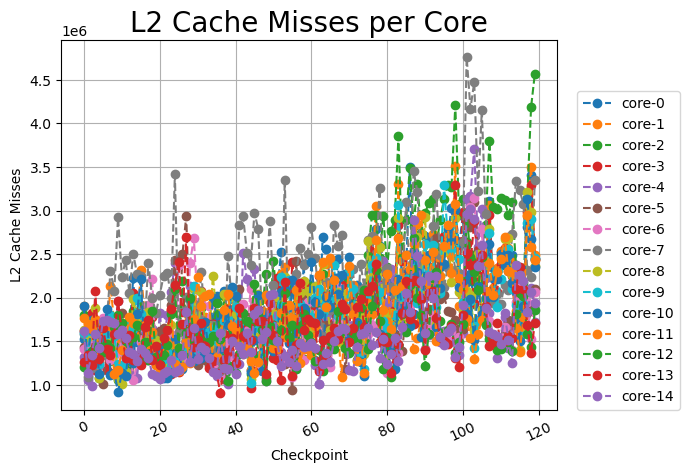 L2 Cache Misses per Core
1e6
4.5
4.0
3.5
3.0
2.5
2.0
1.5
1.0
L2 Cache Misses
0
20
40
60
80
100
120
Checkpoint
core-0
core-1
core-2
core-3
core-4
core-5
core-6
core-7
core-8
core-9
core-10
core-11
core-12
core-13
core-14